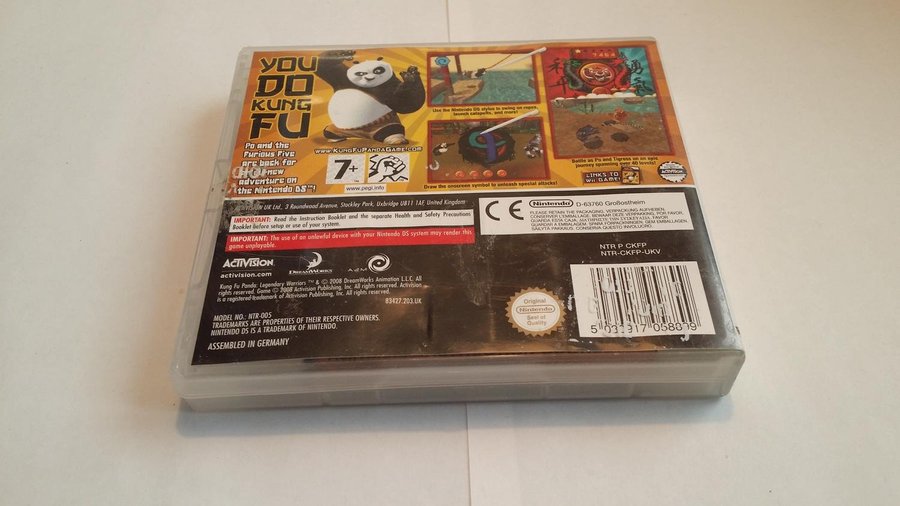 YOU
DO
KUNG
FU
Po and the
Furious Five
are back for
new
adventure on
the Nintendo DS™!
www.KungFuPandaGame.com
7+
www.pegi.info
Use the Nintendo DS stylus to swing on ropes,
launch catapults, and more!
Draw the onscreen symbol to unleash special attacks!
Battle as Po and Tigress on an epic
journey spanning over 40 levels!
LINKS TO
Wii GAME!
ACTIVISION
UK Ltd., 3 Roundwood Avenue, Stockley Park, Uxbridge UB11 1AF, United Kingdom
IMPORTANT: Read the Instruction Booklet and the separate Health and Safety Precautions
Booklet before setup or use of your system.
IMPORTANT: The use of an unlawful device with your Nintendo DS system may render this
game unplayable.
ACTIVISION
activision.com
DREAMWORKS
A2M
Kung Fu Panda: Legendary Warriors ™ & © 2008 DreamWorks Animation L.L.C. All
rights reserved. Game © 2008 Activision Publishing, Inc. All rights reserved. Activision
is a registered trademark of Activision Publishing, Inc. All rights reserved.
83427.203.UK
MODEL NO.: NTR-005
TRADEMARKS ARE PROPERTIES OF THEIR RESPECTIVE OWNERS.
NINTENDO DS IS A TRADEMARK OF NINTENDO.
ASSEMBLED IN GERMANY
CE
Nintendo D-63760 Großostheim
PLEASE RETAIN THE PACKAGING. VERPACKUNG AUFHEBEN.
CONSERVER L'EMBALLAGE. BEWAAR DEZE VERPAKKING. POR FAVOR,
NTR P CKFP
NTR-CKFP-UKV
Original
Nintendo
Seal of
Quality